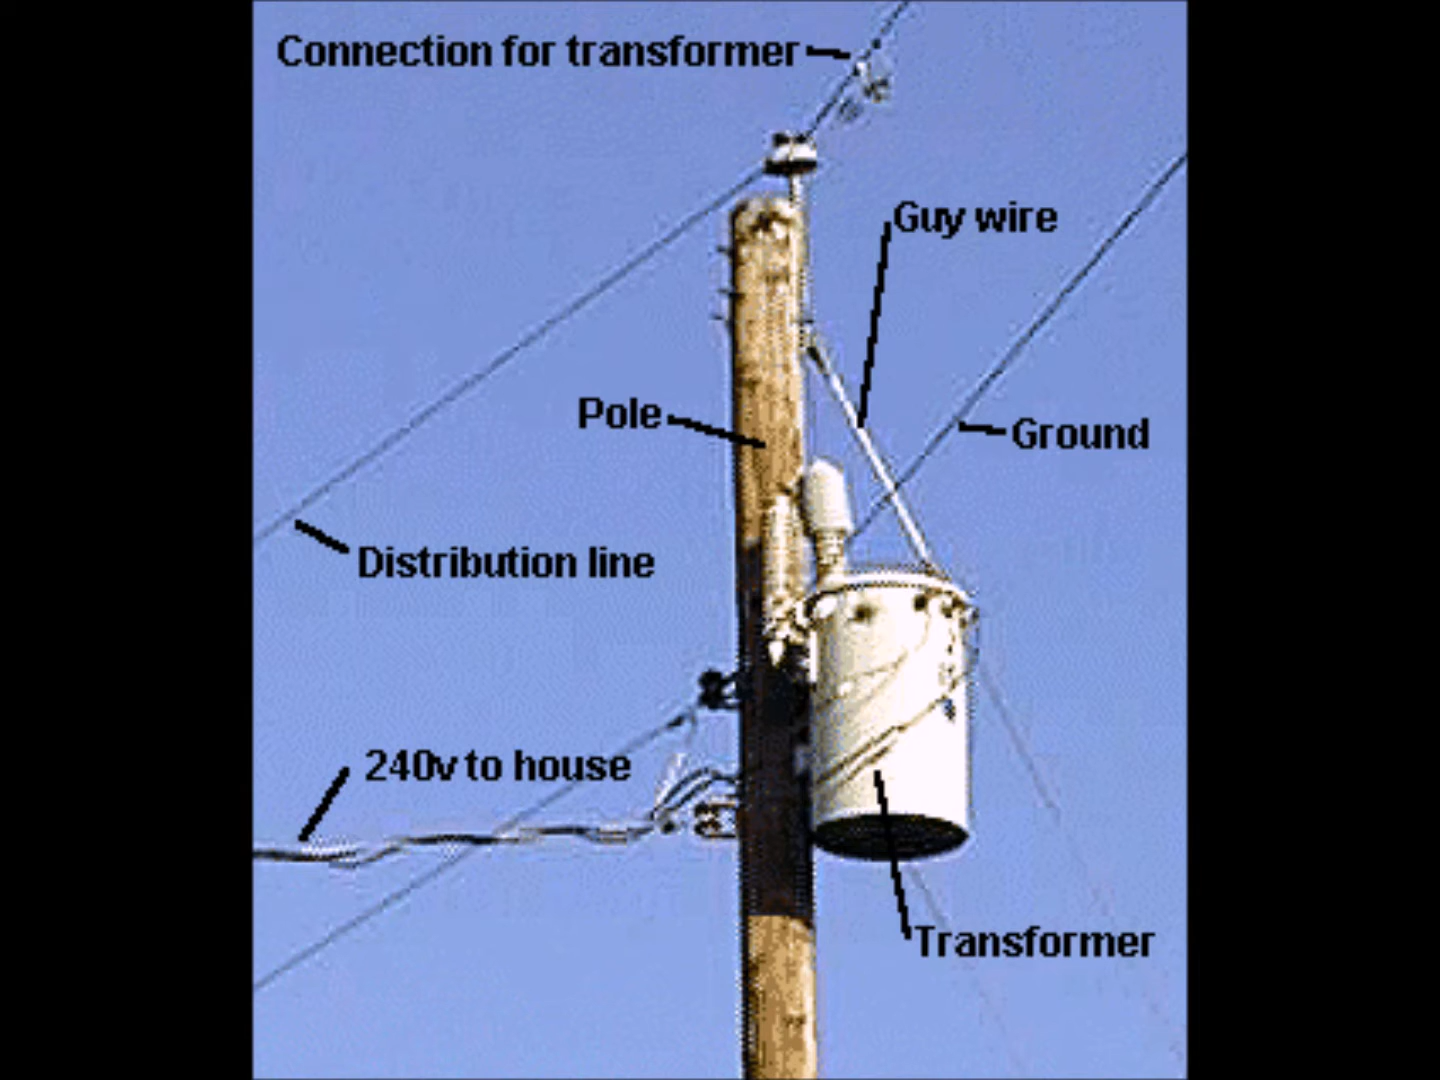 Connection for transformer
Guy wire
Pole
Ground
Distribution line
240v to house
Transformer